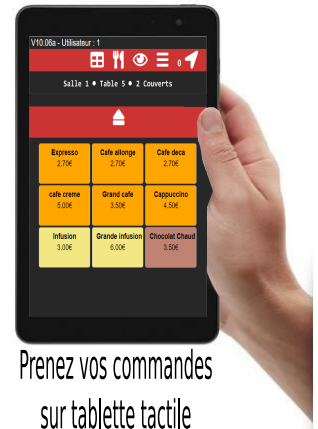 V10.06a - Utilisateur : 1
0
Salle 1 • Table 5 • 2 Couverts
Expresso Cafe allonge Cafe deca
2.70€ 2.70€ 2.70€
cafe creme Grand cafe Cappuccino
5.00€ 3.50€ 4.50€
Infusion Grande infusion Chocolat Chaud
3.00€ 6.00€ 3.50€
Prenez vos commandes
sur tablette tactile